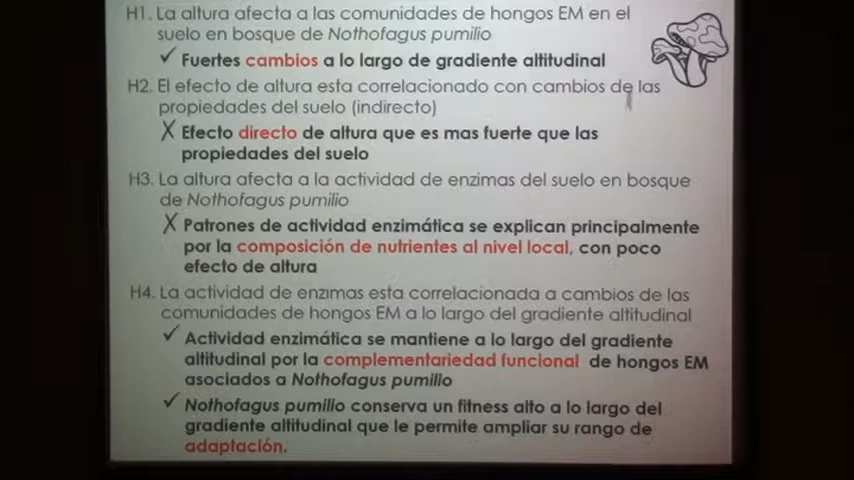 H1. La altura afecta a las comunidades de hongos EM en el
suelo en bosque de Nothofagus pumilio
✓ Fuertes cambios a lo largo de gradiente altitudinal
H2. El efecto de altura esta correlacionado con cambios de las
propiedades del suelo (indirecto)
X Efecto directo de altura que es mas fuerte que las
propiedades del suelo
H3. La altura afecta a la actividad de enzimas del suelo en bosque
de Nothofagus pumilio
X Patrones de actividad enzimática se explican principalmente
por la composición de nutrientes al nivel local, con poco
efecto de altura
H4. La actividad de enzimas esta correlacionada a cambios de las
comunidades de hongos EM a lo largo del gradiente altitudinal
✓ Actividad enzimática se mantiene a lo largo del gradiente
altitudinal por la complementariedad funcional de hongos EM
asociados a Nothofagus pumilio
✓ Nothofagus pumilio conserva un fitness alto a lo largo del
gradiente altitudinal que le permite ampliar su rango de
adaptación.